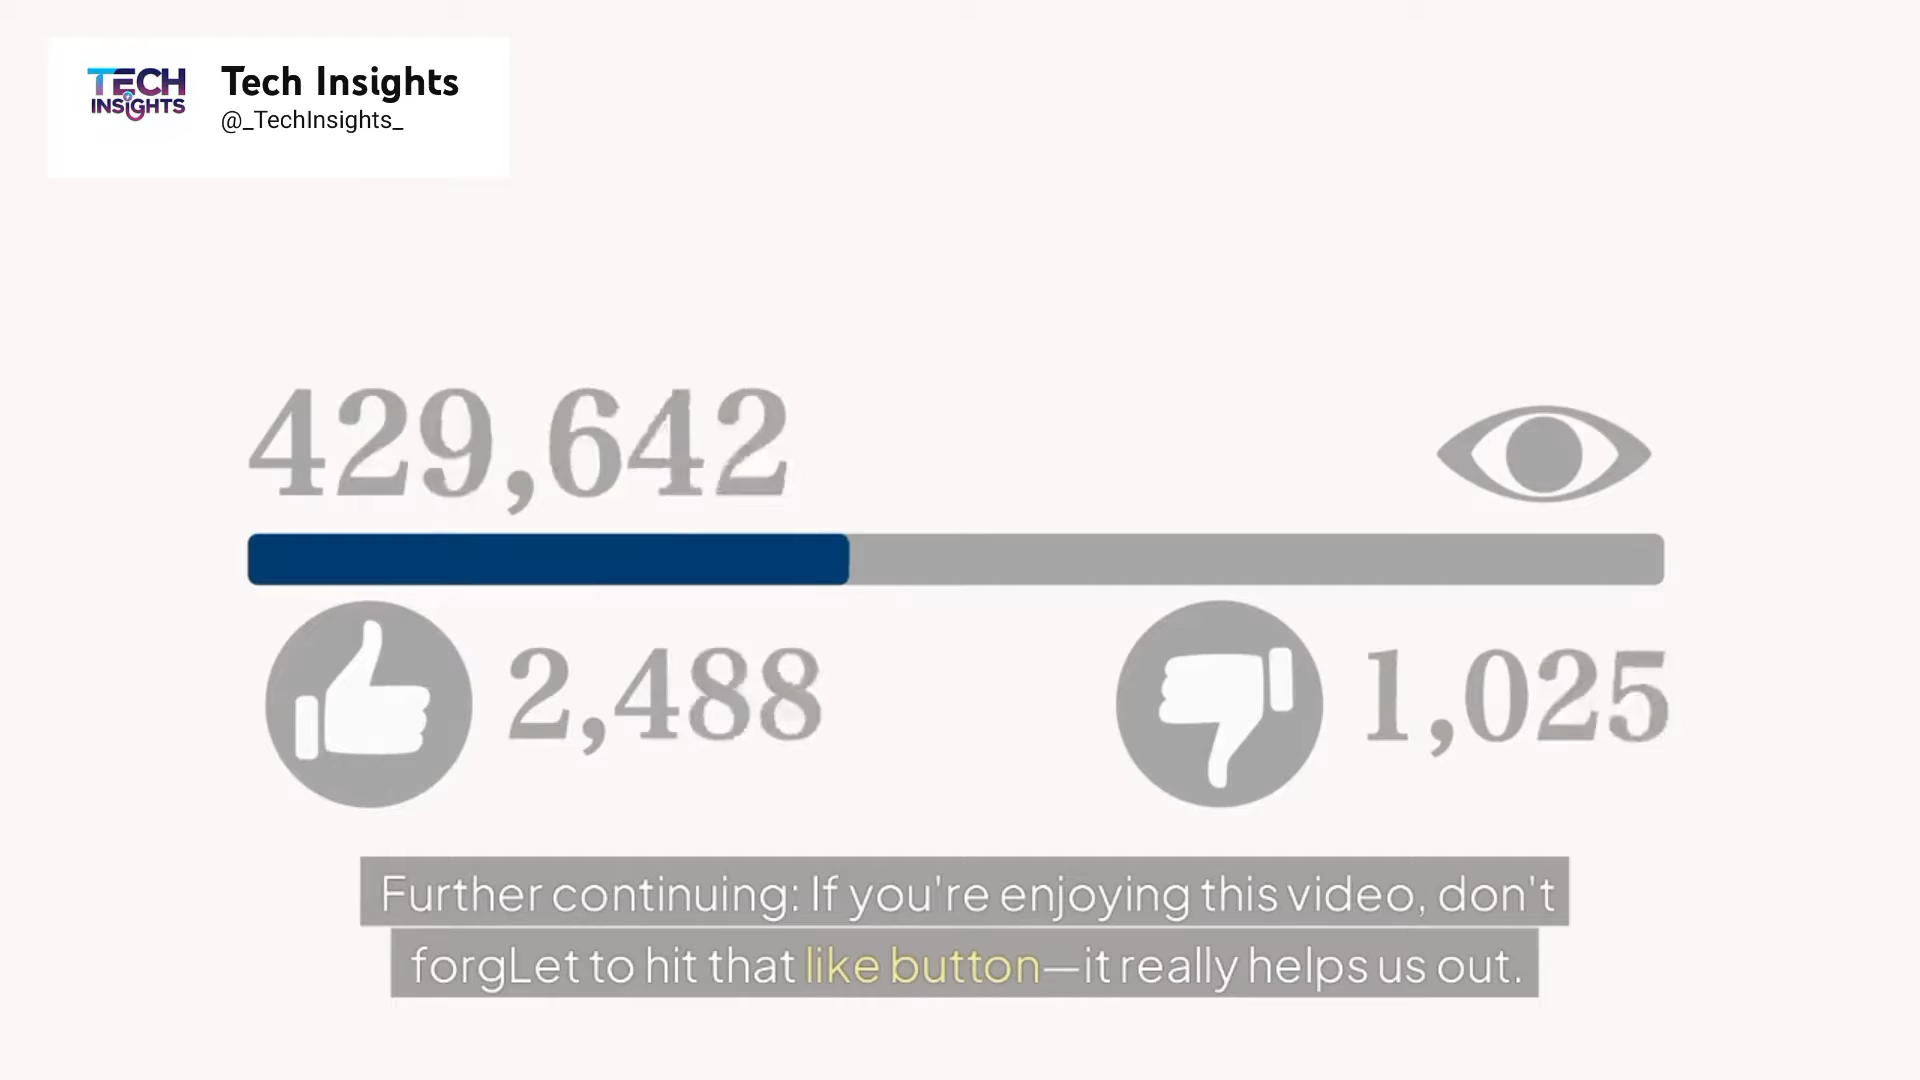 TECH
INSIGHTS
Tech Insights
@_TechInsights_
429,642
2,488
1,025
Further continuing: If you're enjoying this video, don't
forgLet to hit that like button—it really helps us out.